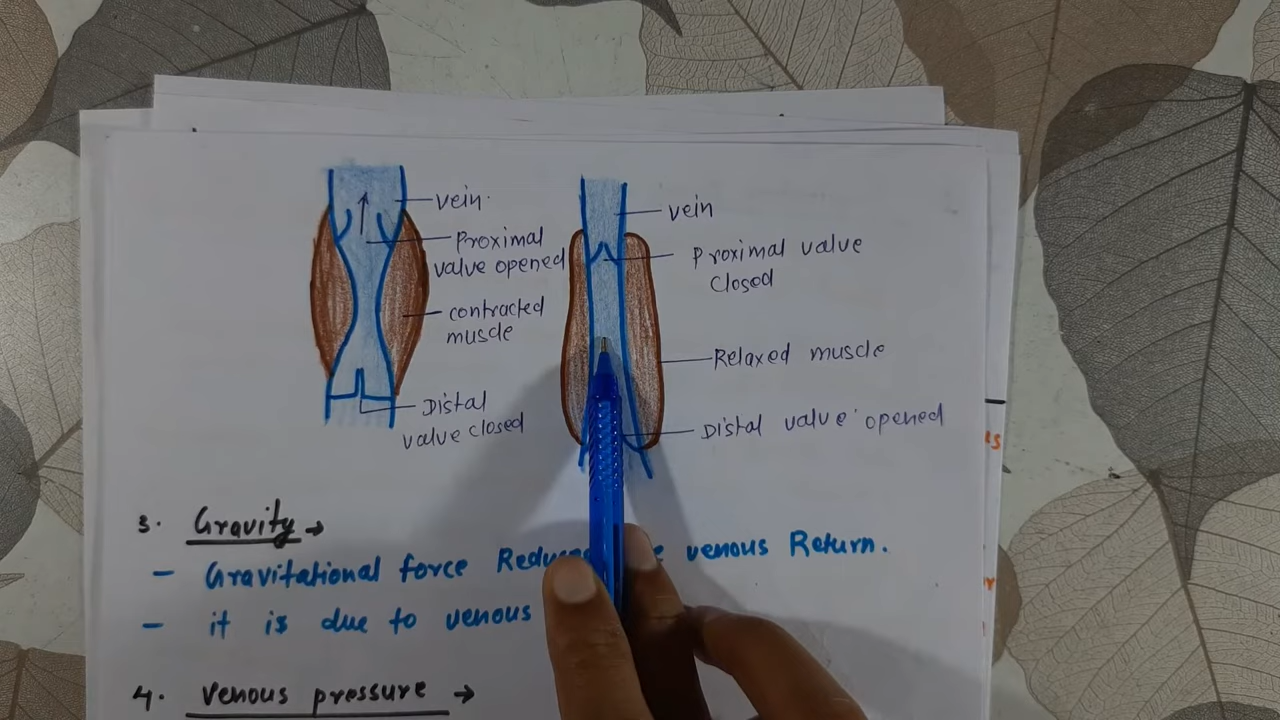 vein
Proximal
valve opened
contracted
muscle
Distal
valve closed
vein
Proximal valve
closed
Relaxed muscle
Distal valve opened
3. Gravity →
- Gravitational force venous Return.
- it is due to venous
4. Venous pressure →